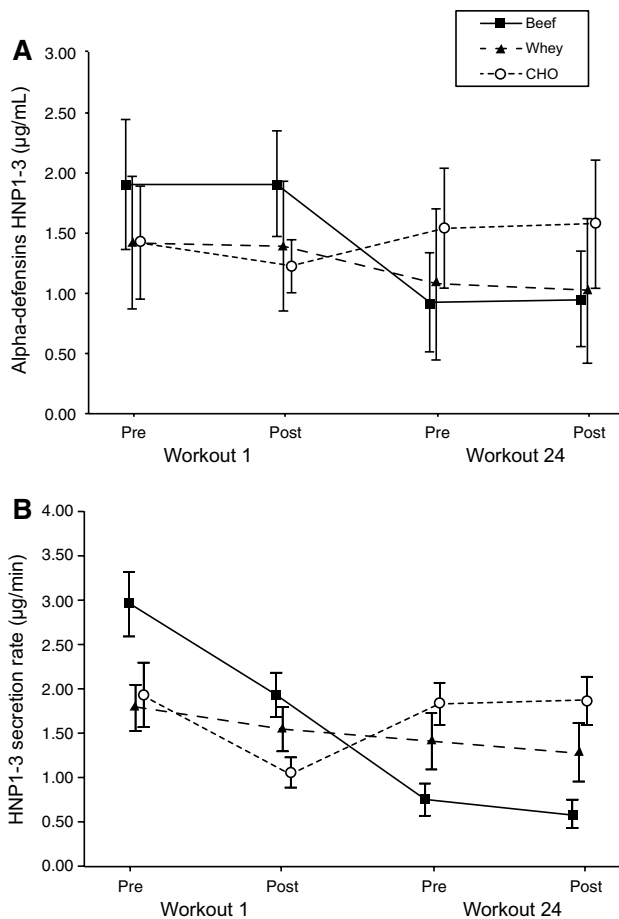 A
Beef
Whey
CHO
Alpha-defensins HNP1-3 (µg/mL)
3.00
2.50
2.00
1.50
1.00
0.50
0.00
Pre Post Pre Post
Workout 1 Workout 24
B
HNP1-3 secretion rate (µg/min)
4.00
3.50
3.00
2.50
2.00
1.50
1.00
0.50
0.00
Pre Post Pre Post
Workout 1 Workout 24